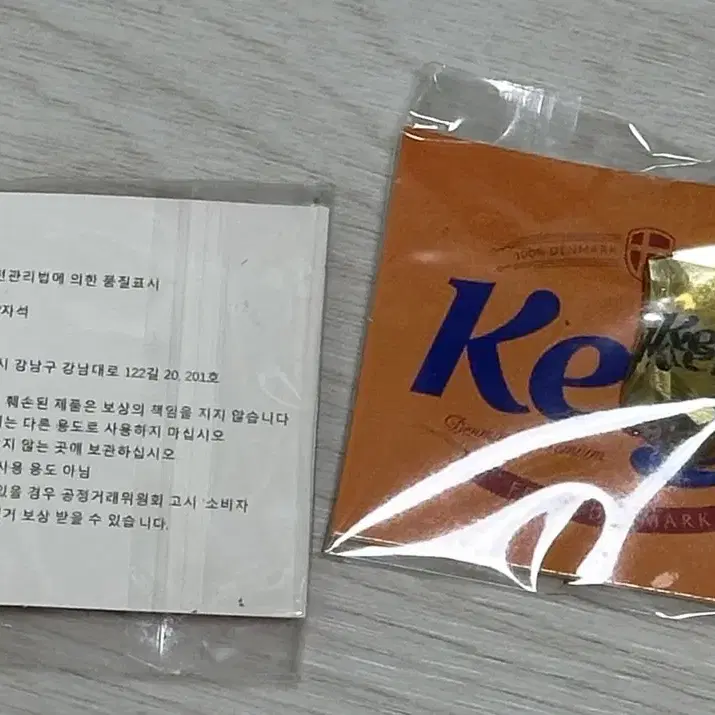 전관리법에 의한 품질표시
자석
시 강남구 강남대로 122길 20, 201호
훼손된 제품은 보상의 책임을 지지 않습니다
는 다른 용도로 사용하지 마십시오
지 않는 곳에 보관하십시오
사용 용도 아님
있을 경우 공정거래위원회 고시 '소비자
거 보상 받을 수 있습니다.
100% DENMARK
Ke
DENMARK